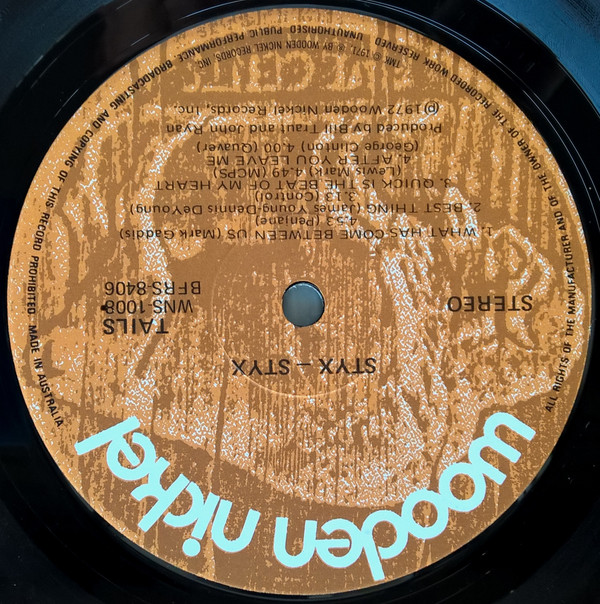 wooden nickel
STYX – STYX
STEREO
TAILS
WNS-1008
BFRS-8406
1. WHAT HAS COME BETWEEN US (Mark Gaddis)
4.53 (Penjane)
2. BEST THING (James Young/Dennis DeYoung)
3.13 (Control)
3. QUICK IS THE BEAT OF MY HEART
(Lewis Mark) 4.49 (MCPS)
4. AFTER YOU LEAVE ME
(George Clinton) 4.00 (Quaver)
Produced by Bill Traut and John Ryan
℗1972 Wooden Nickel Records, Inc.
TMK ® 1971 BY WOODEN NICKEL RECORDS, INC.
ALL RIGHTS OF THE MANUFACTURER AND OF THE OWNER OF THE RECORDED WORK RESERVED UNAUTHORISED PUBLIC PERFORMANCE BROADCASTING AND COPYING OF THIS RECORD PROHIBITED MADE IN AUSTRALIA